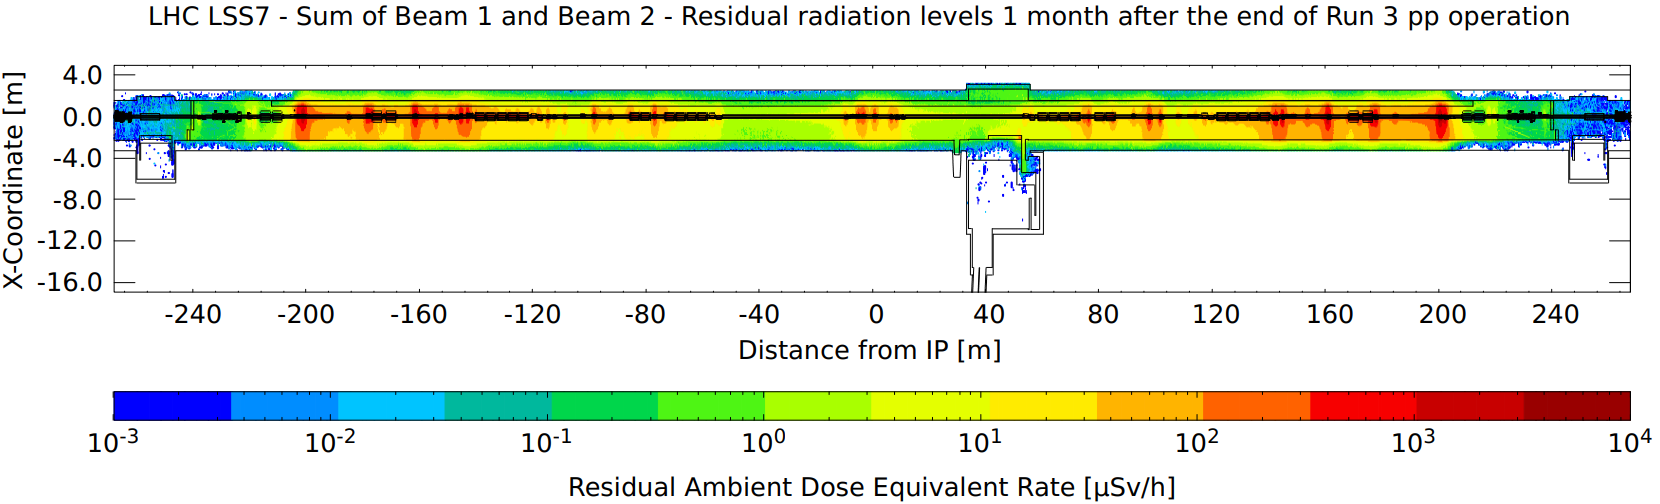 LHC LSS7 - Sum of Beam 1 and Beam 2 - Residual radiation levels 1 month after the end of Run 3 pp operation
X-Coordinate [m]
4.0
0.0
-4.0
-8.0
-12.0
-16.0
-240 -200 -160 -120 -80 -40 0 40 80 120 160 200 240
Distance from IP [m]
10⁻³ 10⁻² 10⁻¹ 10⁰ 10¹ 10² 10³ 10⁴
Residual Ambient Dose Equivalent Rate [µSv/h]